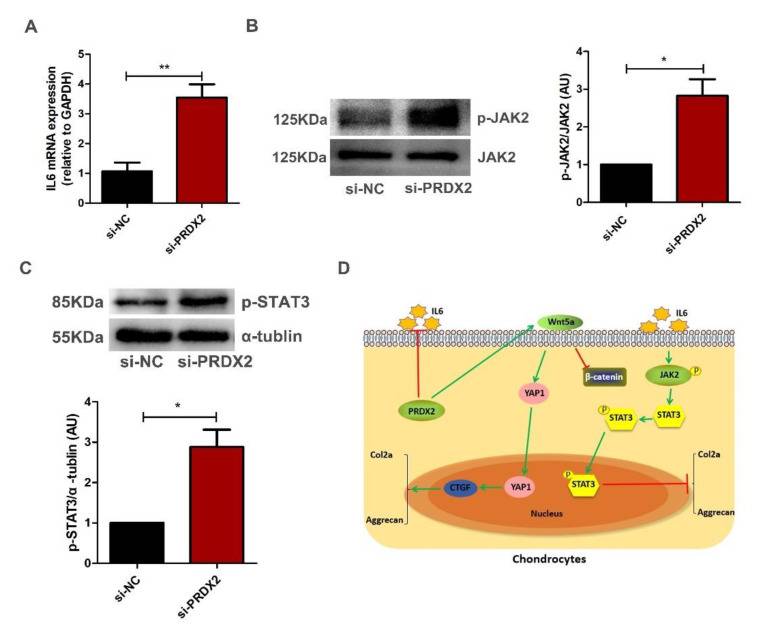 A
IL6 mRNA expression
(relative to GAPDH)
5
4
3
2
1
0
**
si-NC
si-PRDX2
B
125KDa
p-JAK2
125KDa
JAK2
si-NC
si-PRDX2
p-JAK2/JAK2 (AU)
4
3
2
1
0
*
si-NC
si-PRDX2
C
85KDa
p-STAT3
55KDa
α-tublin
si-NC
si-PRDX2
p-STAT3/α -tublin (AU)
4
3
2
1
0
*
si-NC
si-PRDX2
D
IL6
Wnt5a
IL6
β-catenin
JAK2
P
YAP1
PRDX2
P
STAT3
STAT3
Col2a
Col2a
P
CTGF
YAP1
STAT3
Nucleus
Aggrecan
Aggrecan
Chondrocytes